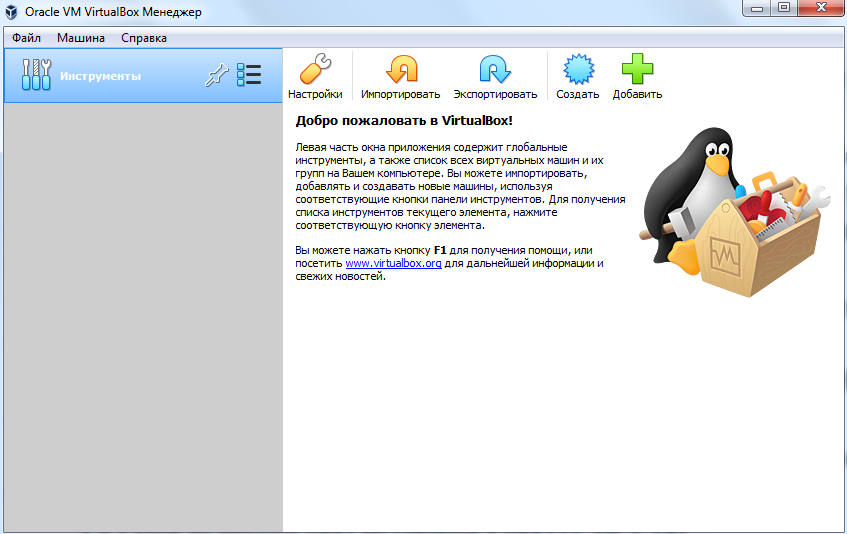 Oracle VM VirtualBox Менеджер
Файл Машина Справка
Инструменты
Настройки Импортировать Экспортировать Создать Добавить
Добро пожаловать в VirtualBox!
Левая часть окна приложения содержит глобальные
инструменты, а также список всех виртуальных машин и их
групп на Вашем компьютере. Вы можете импортировать,
добавлять и создавать новые машины, используя
соответствующие кнопки панели инструментов. Для получения
списка инструментов текущего элемента, нажмите
соответствующую кнопку элемента.
Вы можете нажать кнопку F1 для получения помощи, или
посетить www.virtualbox.org для дальнейшей информации и
свежих новостей.